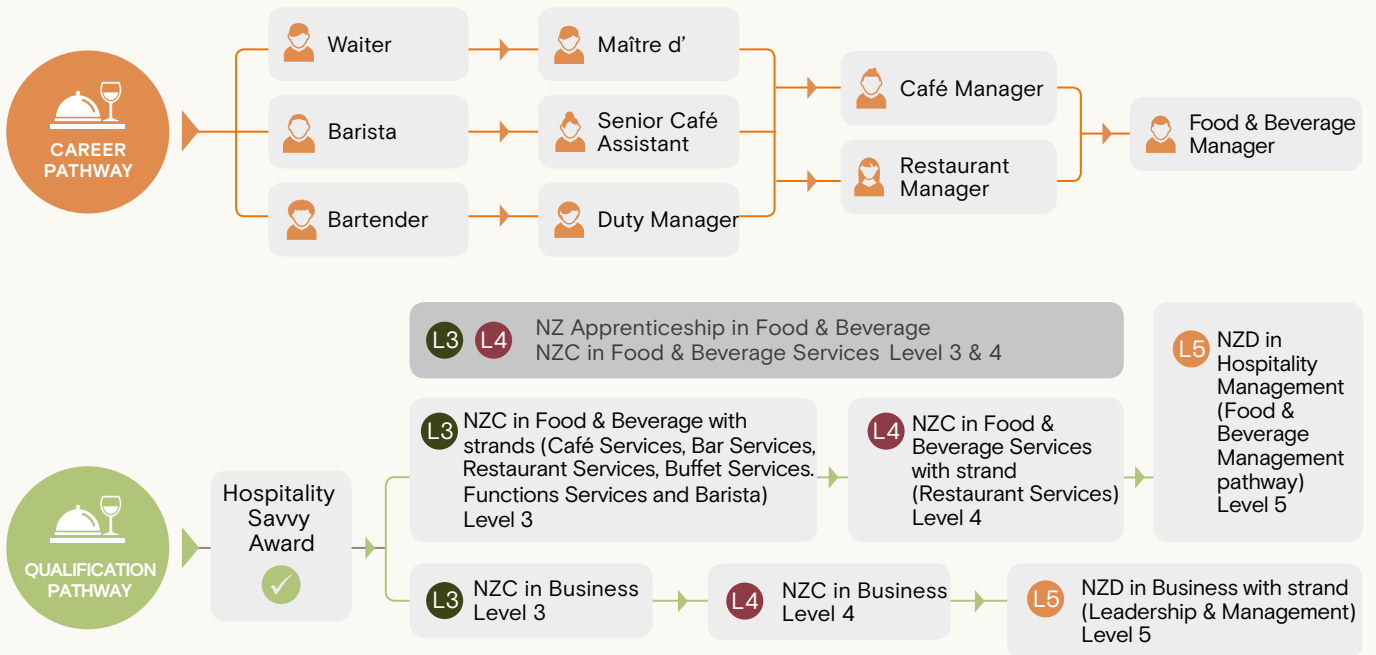 CAREER
PATHWAY
Waiter
Maître d’
Barista
Senior Café
Assistant
Bartender
Duty Manager
Café Manager
Restaurant
Manager
Food & Beverage
Manager
QUALIFICATION
PATHWAY
Hospitality
Savvy
Award
L3 L4
NZ Apprenticeship in Food & Beverage
NZC in Food & Beverage Services Level 3 & 4
L3
NZC in Food & Beverage with
strands (Café Services, Bar Services,
Restaurant Services, Buffet Services.
Functions Services and Barista)
Level 3
L4
NZC in Food &
Beverage Services
with strand
(Restaurant Services)
Level 4
L5
NZD in
Hospitality
Management
(Food &
Beverage
Management
pathway)
Level 5
L3
NZC in Business
Level 3
L4
NZC in Business
Level 4
L5
NZD in Business with strand
(Leadership & Management)
Level 5